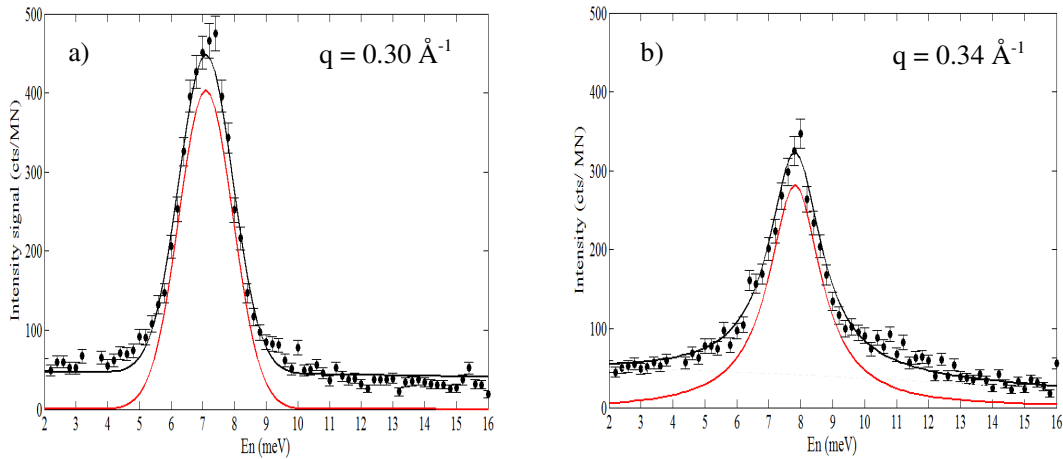 a)
q = 0.30 Å-1
Intensity signal (cts/MN)
500
400
300
200
100
0
2 3 4 5 6 7 8 9 10 11 12 13 14 15 16
En (meV)
b)
q = 0.34 Å-1
Intensity (cts/ MN)
500
400
300
200
100
0
2 3 4 5 6 7 8 9 10 11 12 13 14 15 16
En (meV)